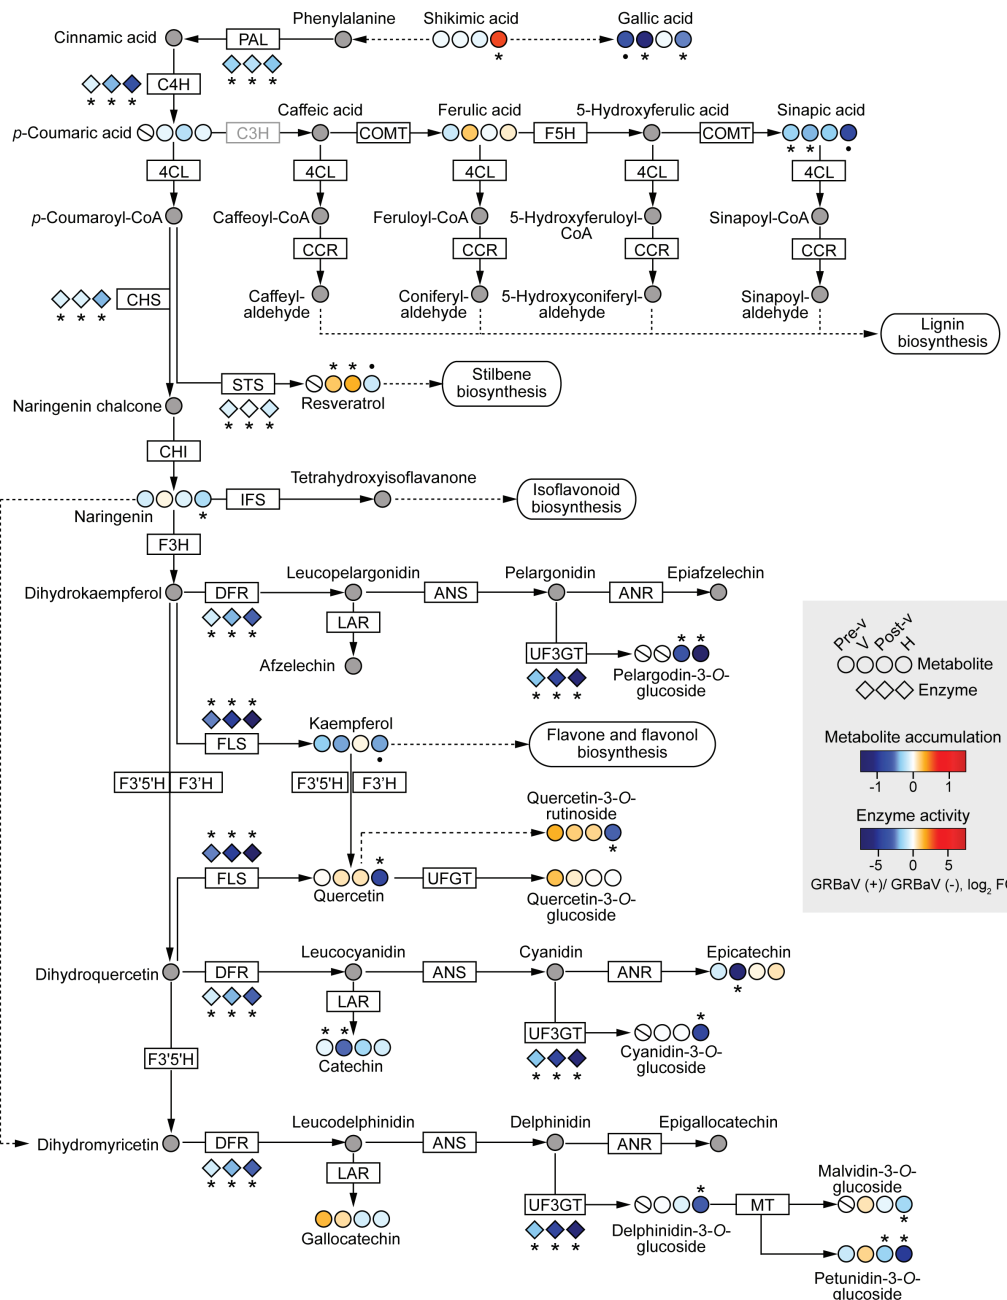 Phenylalanine
Shikimic acid
Gallic acid
Cinnamic acid
PAL
*
* * *
• * *
C4H
* * *
Caffeic acid
Ferulic acid
5-Hydroxyferulic acid
Sinapic acid
p-Coumaric acid
C3H
COMT
F5H
COMT
* * •
4CL
4CL
4CL
4CL
4CL
p-Coumaroyl-CoA
Caffeoyl-CoA
Feruloyl-CoA
5-Hydroxyferuloyl-
CoA
Sinapoyl-CoA
CCR
CCR
CCR
CCR
CHS
* * *
Caffeyl-
aldehyde
Coniferyl-
aldehyde
5-Hydroxyconiferyl-
aldehyde
Sinapoyl-
aldehyde
Lignin
biosynthesis
* * •
STS
* * *
Resveratrol
Stilbene
biosynthesis
Naringenin chalcone
CHI
Tetrahydroxyisoflavanone
Naringenin
*
IFS
Isoflavonoid
biosynthesis
F3H
Dihydrokaempferol
DFR
* * *
Leucopelargonidin
ANS
Pelargonidin
ANR
Epiafzelechin
LAR
Afzelechin
UF3GT
* * *
* *
Pelargodin-3-O-
glucoside
Pre-v
V
Post-v
H
Metabolite
Enzyme
Metabolite accumulation
-1 0 1
Enzyme activity
-5 0 5
GRBaV (+)/ GRBaV (-), log2 F
* * *
FLS
Kaempferol
•
Flavone and flavonol
biosynthesis
F3'5'H
F3'H
F3'5'H
F3'H
Quercetin-3-O-
rutinoside
*
* * *
FLS
*
Quercetin
UFGT
Quercetin-3-O-
glucoside
Dihydroquercetin
DFR
* * *
Leucocyanidin
ANS
Cyanidin
ANR
Epicatechin
*
LAR
* *
Catechin
UF3GT
* * *
*
Cyanidin-3-O-
glucoside
F3'5'H
Dihydromyricetin
DFR
* * *
Leucodelphinidin
ANS
Delphinidin
ANR
Epigallocatechin
LAR
Gallocatechin
UF3GT
* * *
*
Delphinidin-3-O-
glucoside
MT
Malvidin-3-O-
glucoside
*
* *
Petunidin-3-O-
glucoside